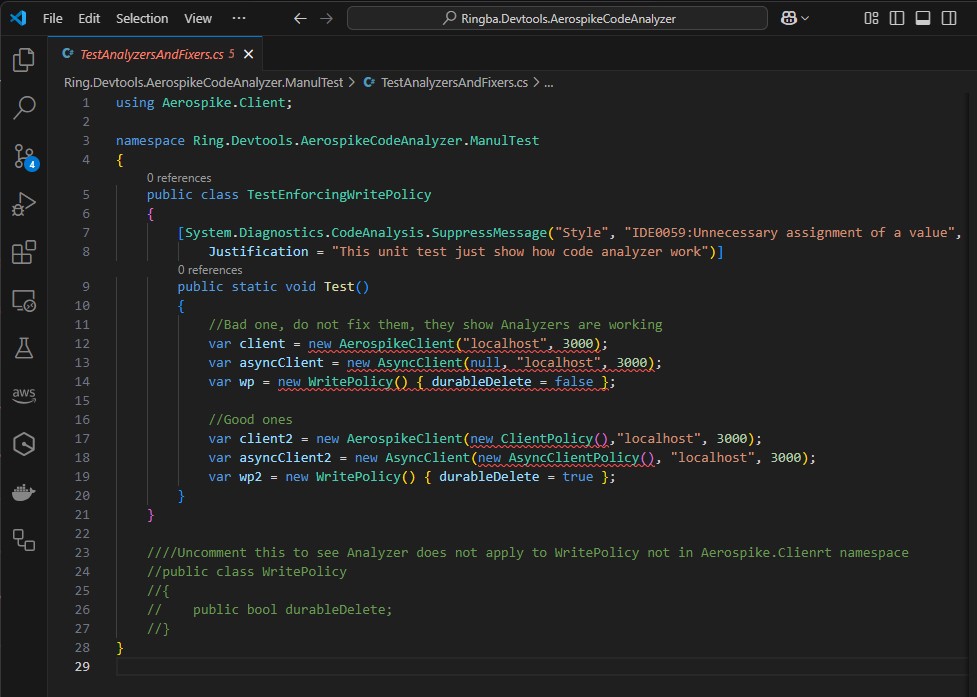 File Edit Selection View ··· Ringba.Devtools.AerospikeCodeAnalyzer
TestAnalyzersAndFixers.cs 5
Ring.Devtools.AerospikeCodeAnalyzer.ManulTest > TestAnalyzersAndFixers.cs > ...
1 using Aerospike.Client;
2
3 namespace Ring.Devtools.AerospikeCodeAnalyzer.ManulTest
4 {
0 references
5 public class TestEnforcingWritePolicy
6 {
7 [System.Diagnostics.CodeAnalysis.SuppressMessage("Style", "IDE0059:Unnecessary assignment of a value",
8 Justification = "This unit test just show how code analyzer work")]
0 references
9 public static void Test()
10 {
11 //Bad one, do not fix them, they show Analyzers are working
12 var client = new AerospikeClient("localhost", 3000);
13 var asyncClient = new AsyncClient(null, "localhost", 3000);
14 var wp = new WritePolicy() { durableDelete = false };
15
16 //Good ones
17 var client2 = new AerospikeClient(new ClientPolicy(),"localhost", 3000);
18 var asyncClient2 = new AsyncClient(new AsyncClientPolicy(), "localhost", 3000);
19 var wp2 = new WritePolicy() { durableDelete = true };
20 }
21 }
22
23 ////Uncomment this to see Analyzer does not apply to WritePolicy not in Aerospike.Clienrt namespace
24 //public class WritePolicy
25 //{
26 // public bool durableDelete;
27 //}
28 }
29
4
aws